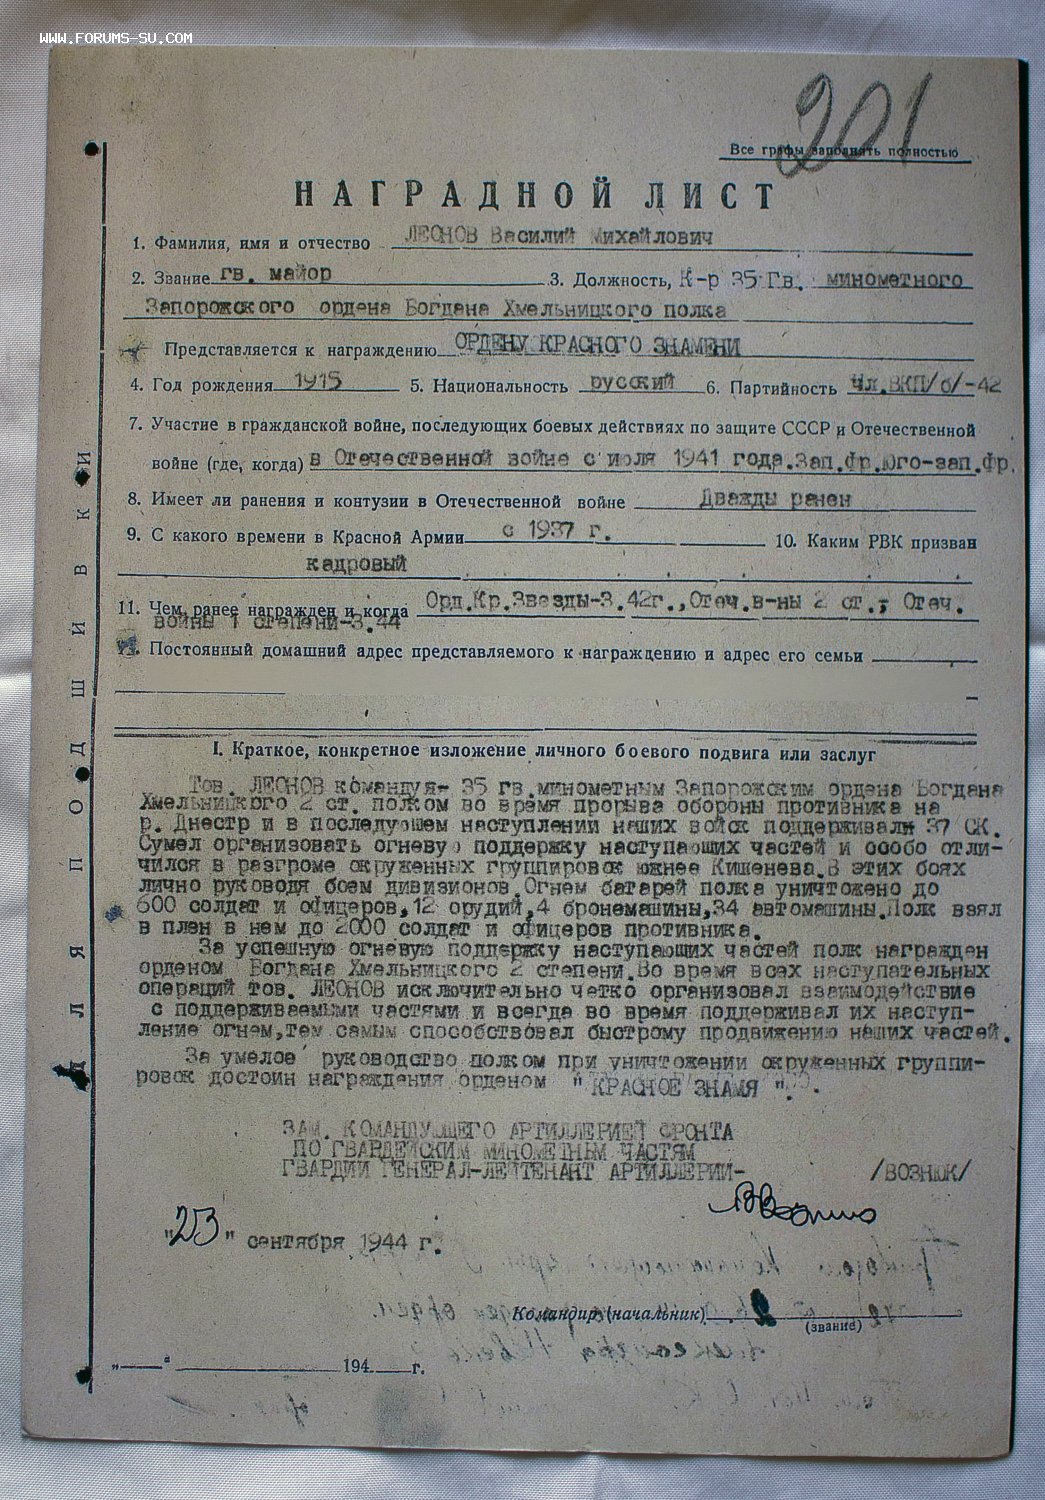 WWW.FORUMS-SU.COM
201
Все графы заполнять полностью
НАГРАДНОЙ ЛИСТ
1. Фамилия, имя и отчество ЛЕОНОВ Василий Михайлович
2. Звание гв. майор 3. Должность, К-р 35 Гв. минометного
Запорожского ордена Богдана Хмельницкого полка
Представляется к награждению ОРДЕНУ КРАСНОГО ЗНАМЕНИ
4. Год рождения 1915 5. Национальность русский 6. Партийность Чл.ВКП/б/-42
7. Участие в гражданской войне, последующих боевых действиях по защите СССР и Отечественной
войне (где, когда) в Отечественной войне с июля 1941 года.Зап.Фр.Юго-зап.Фр.
8. Имеет ли ранения и контузии в Отечественной войне Дважды ранен
9. С какого времени в Красной Армии с 1937 г. 10. Каким РВК призван
кадровый
11. Чем ранее награжден и когда Орд.Кр.Звезды-3.42г.,Отеч.в-ны 2 ст.,- Отеч.
войны 1 степени-3.44
Постоянный домашний адрес представляемого к награждению и адрес его семьи
I. Краткое, конкретное изложение личного боевого подвига или заслуг
Тов. ЛЕОНОВ командуя- 35 гв.минометным Запорожским ордена Богдана
Хмельницкого 2 ст. полком во время прорыва обороны противника на
р. Днестр и в последующем наступлении наших войск поддерживали 37 СК.
Сумел организовать огневую поддержку наступающих частей и особо отли-
чился в разгроме окруженных группировок южнее Кишенева.В этих боях
лично руководя боем дивизионов.Огнем батарей полка уничтожено до
600 солдат и офицеров,12 орудий,4 бронемашины,34 автомашины.Полк взял
в плен в нем до 2000 солдат и офицеров противника.
За успешную огневую поддержку наступающих частей полк награжден
орденом Богдана Хмельницкого 2 степени.Во время всех наступательных
операций тов. ЛЕОНОВ исключительно четко организовал взаимодействие
с поддерживаемыми частями и всегда во время поддерживал их наступ-
ление огнем,тем самым способствовал быстрому продвижению наших частей.
За умелое руководство полком при уничтожении окруженных группи-
ровок достоин награждения орденом "КРАСНОЕ ЗНАМЯ".
ЗАМ. КОМАНДУЮЩЕГО АРТИЛЛЕРИЕЙ ФРОНТА
ПО ГВАРДЕЙСКИМ МИНОМЕТНЫМ ЧАСТЯМ
ГВАРДИИ ГЕНЕРАЛ-ЛЕЙТЕНАНТ АРТИЛЛЕРИИ- /ВОЗНЮК/
"23" сентября 1944 г.
Командир (начальник)
(звание)
"——" 194 г.
ДЛЯ ПОДШИВКИ